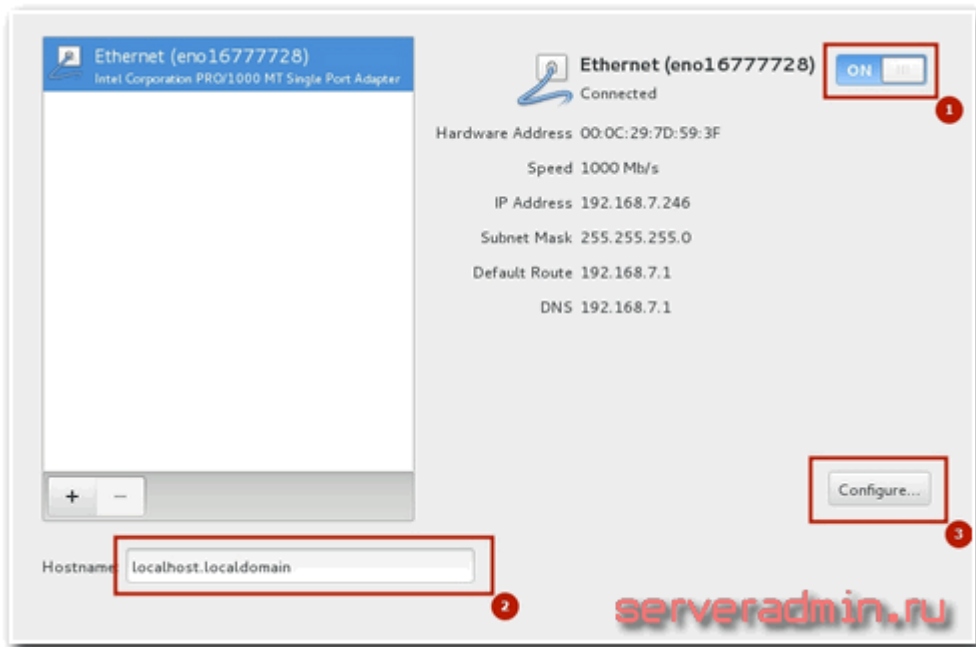 Ethernet (eno16777728)
Intel Corporation PRO/1000 MT Single Port Adapter
Ethernet (eno16777728)
Connected
ON
1
Hardware Address 00:0C:29:7D:59:3F
Speed 1000 Mb/s
IP Address 192.168.7.246
Subnet Mask 255.255.255.0
Default Route 192.168.7.1
DNS 192.168.7.1
+ −
Configure...
3
Hostname: localhost.localdomain
2
serveradmin.ru